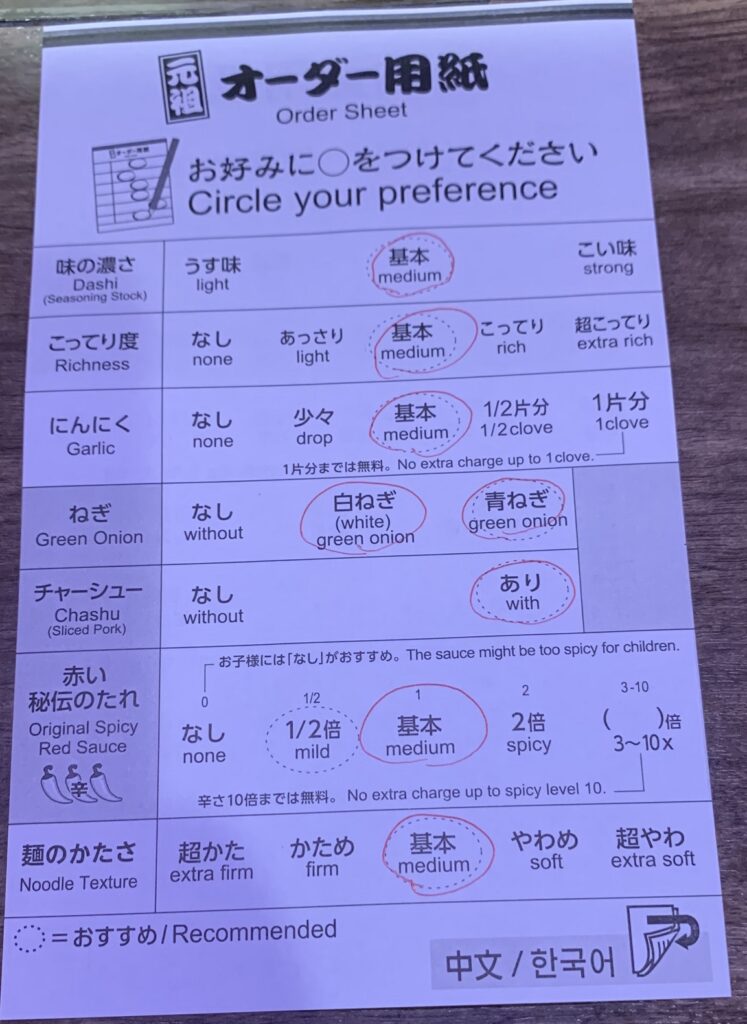 元祖 オーダー用紙
Order Sheet
お好みに○をつけてください
Circle your preference
味の濃さ
Dashi
(Seasoning Stock)
うす味
light
基本
medium
こい味
strong
こってり度
Richness
なし
none
あっさり
light
基本
medium
こってり
rich
超こってり
extra rich
にんにく
Garlic
なし
none
少々
drop
基本
medium
1/2片分
1/2clove
1片分
1clove
1片分までは無料。No extra charge up to 1clove.
ねぎ
Green Onion
なし
without
白ねぎ
(white)
green onion
青ねぎ
green onion
チャーシュー
Chashu
(Sliced Pork)
なし
without
あり
with
赤い
秘伝のたれ
Original Spicy
Red Sauce
辛
お子様には「なし」がおすすめ。The sauce might be too spicy for children.
0
なし
none
1/2
1/2倍
mild
1
基本
medium
2
2倍
spicy
3-10
( )倍
3〜10x
辛さ10倍までは無料。No extra charge up to spicy level 10.
麺のかたさ
Noodle Texture
超かた
extra firm
かため
firm
基本
medium
やわめ
soft
超やわ
extra soft
=おすすめ/Recommended
中文 / 한국어